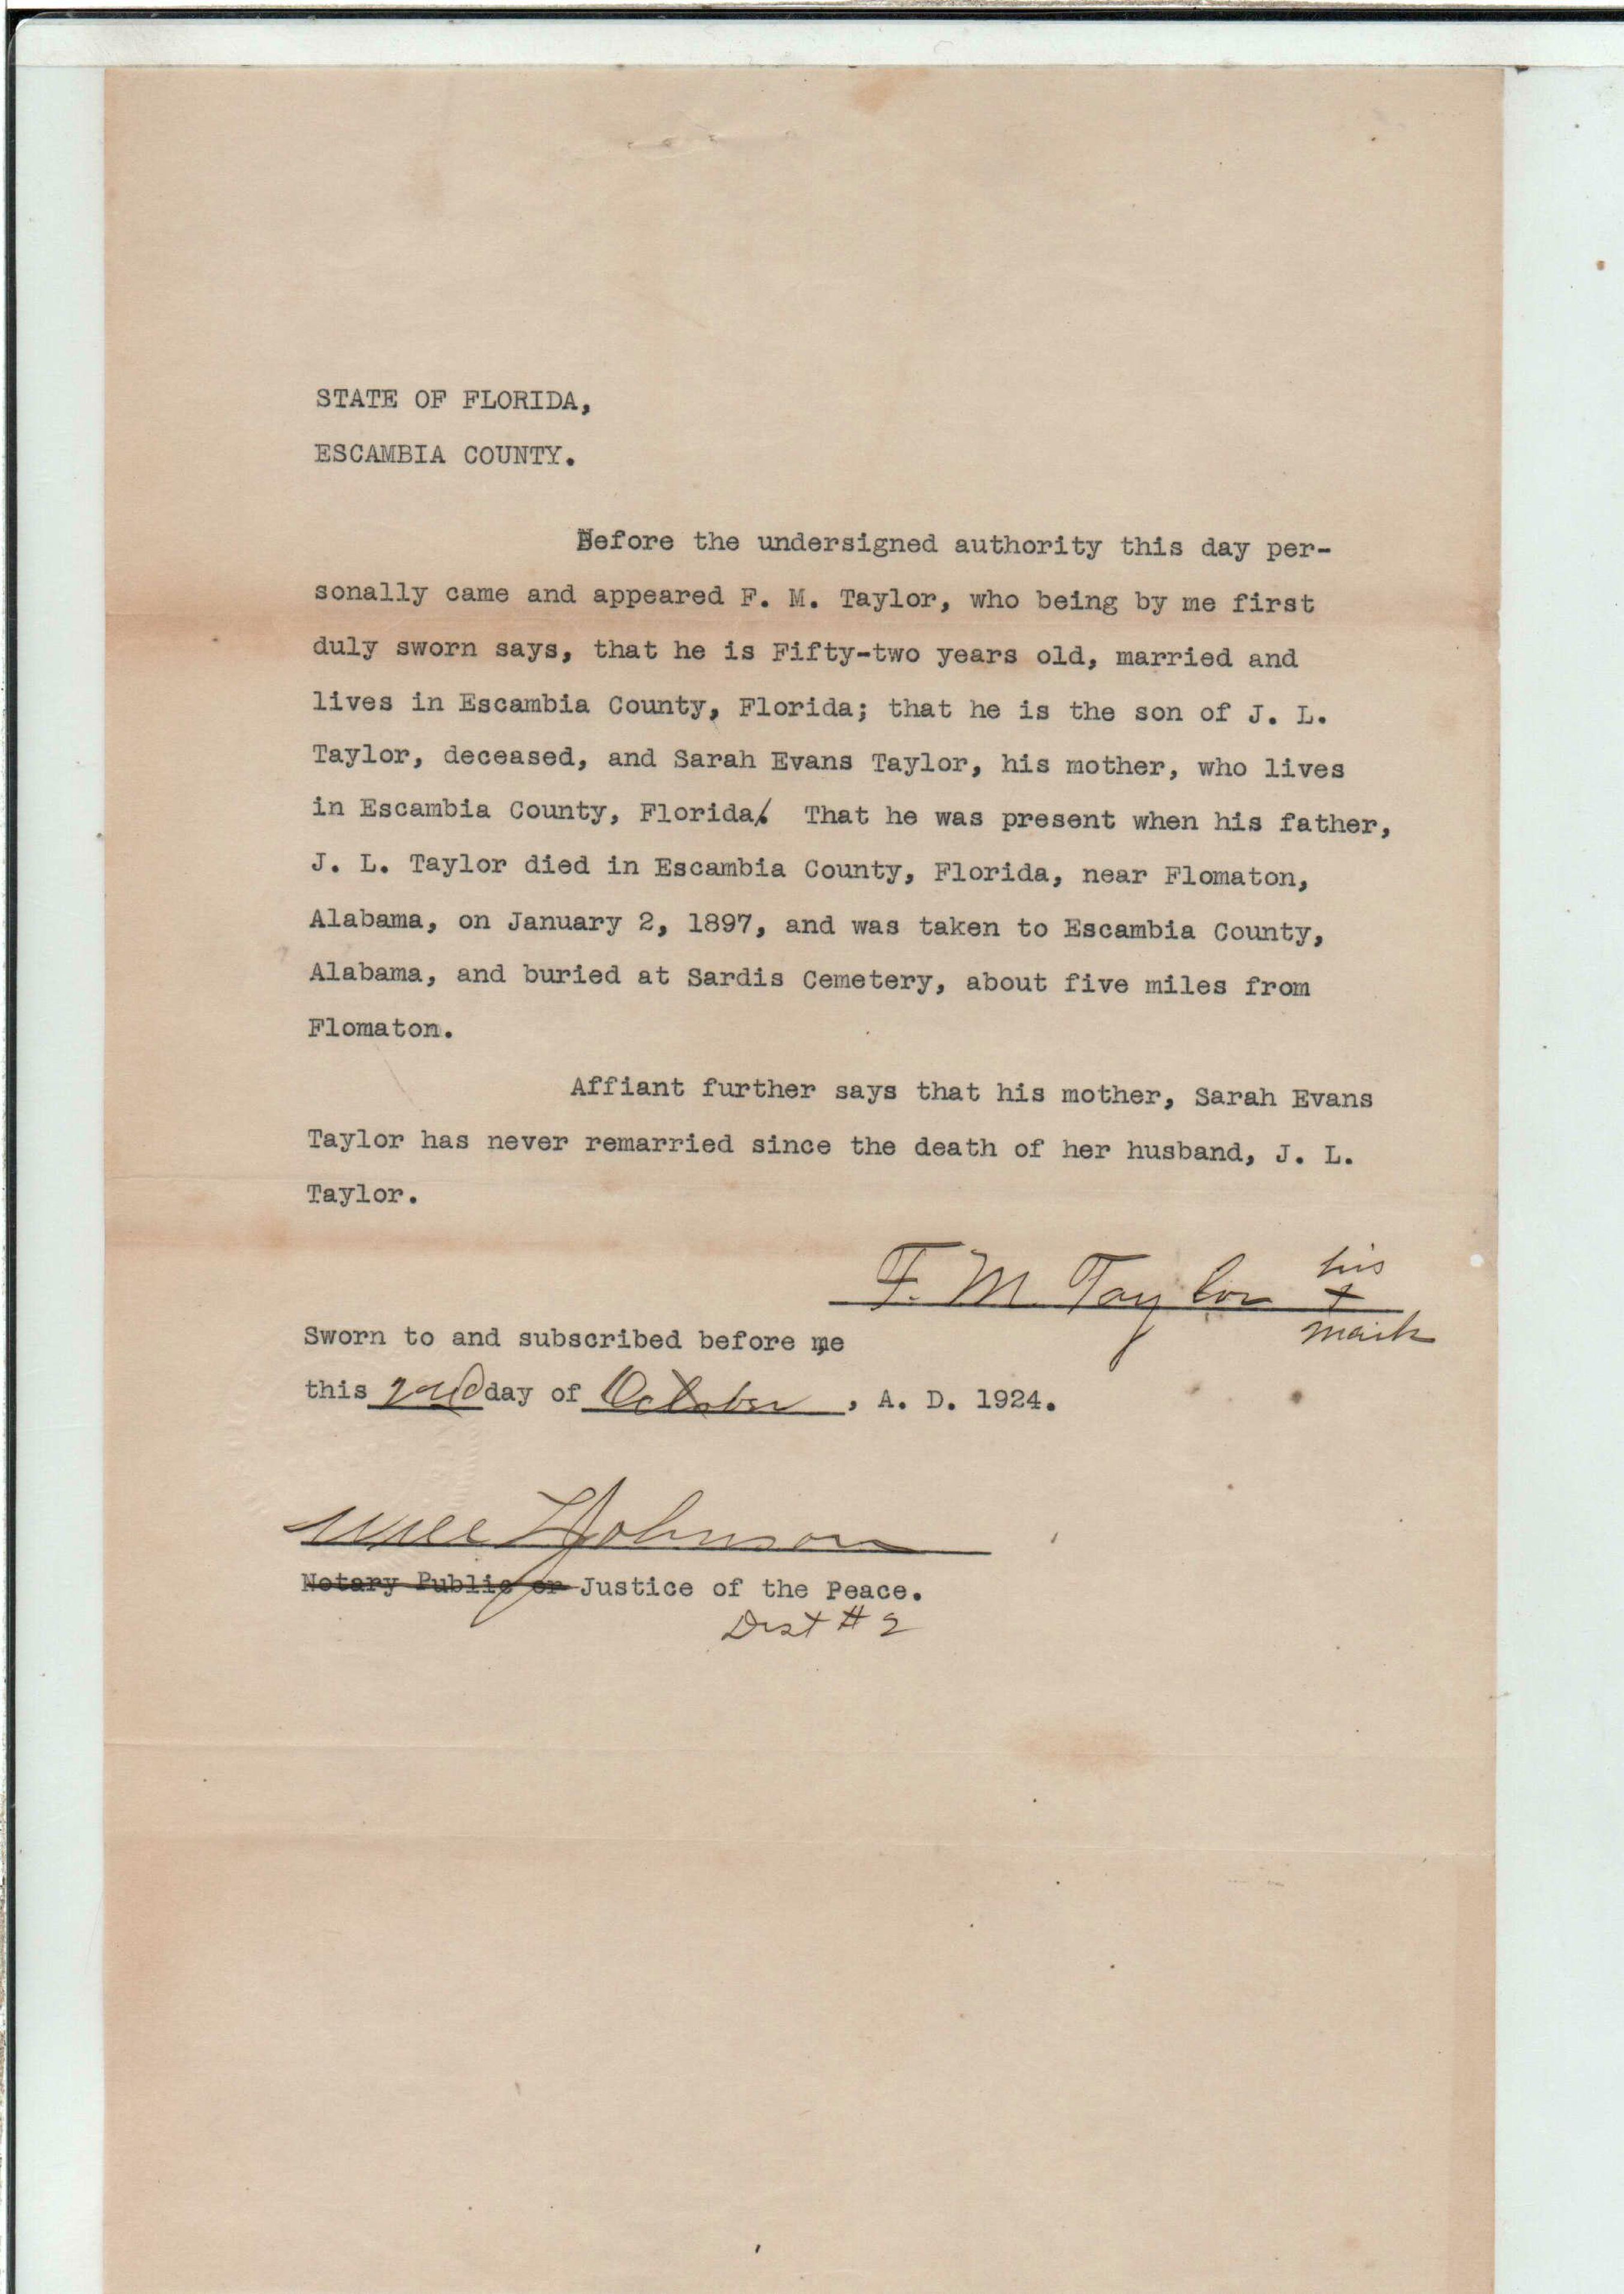 STATE OF FLORIDA,
ESCAMBIA COUNTY.
Before the undersigned authority this day per-
sonally came and appeared F. M. Taylor, who being by me first
duly sworn says, that he is Fifty-two years old, married and
lives in Escambia County, Florida; that he is the son of J. L.
Taylor, deceased, and Sarah Evans Taylor, his mother, who lives
in Escambia County, Florida. That he was present when his father,
J. L. Taylor died in Escambia County, Florida, near Flomaton,
Alabama, on January 2, 1897, and was taken to Escambia County,
Alabama, and buried at Sardis Cemetery, about five miles from
Flomaton.
Affiant further says that his mother, Sarah Evans
Taylor has never remarried since the death of her husband, J. L.
Taylor.
his
F. M. Taylor x
mark
Sworn to and subscribed before me
this 2nd day of October, A. D. 1924.
Johnson
Notary Public or Justice of the Peace.
Dist # 2